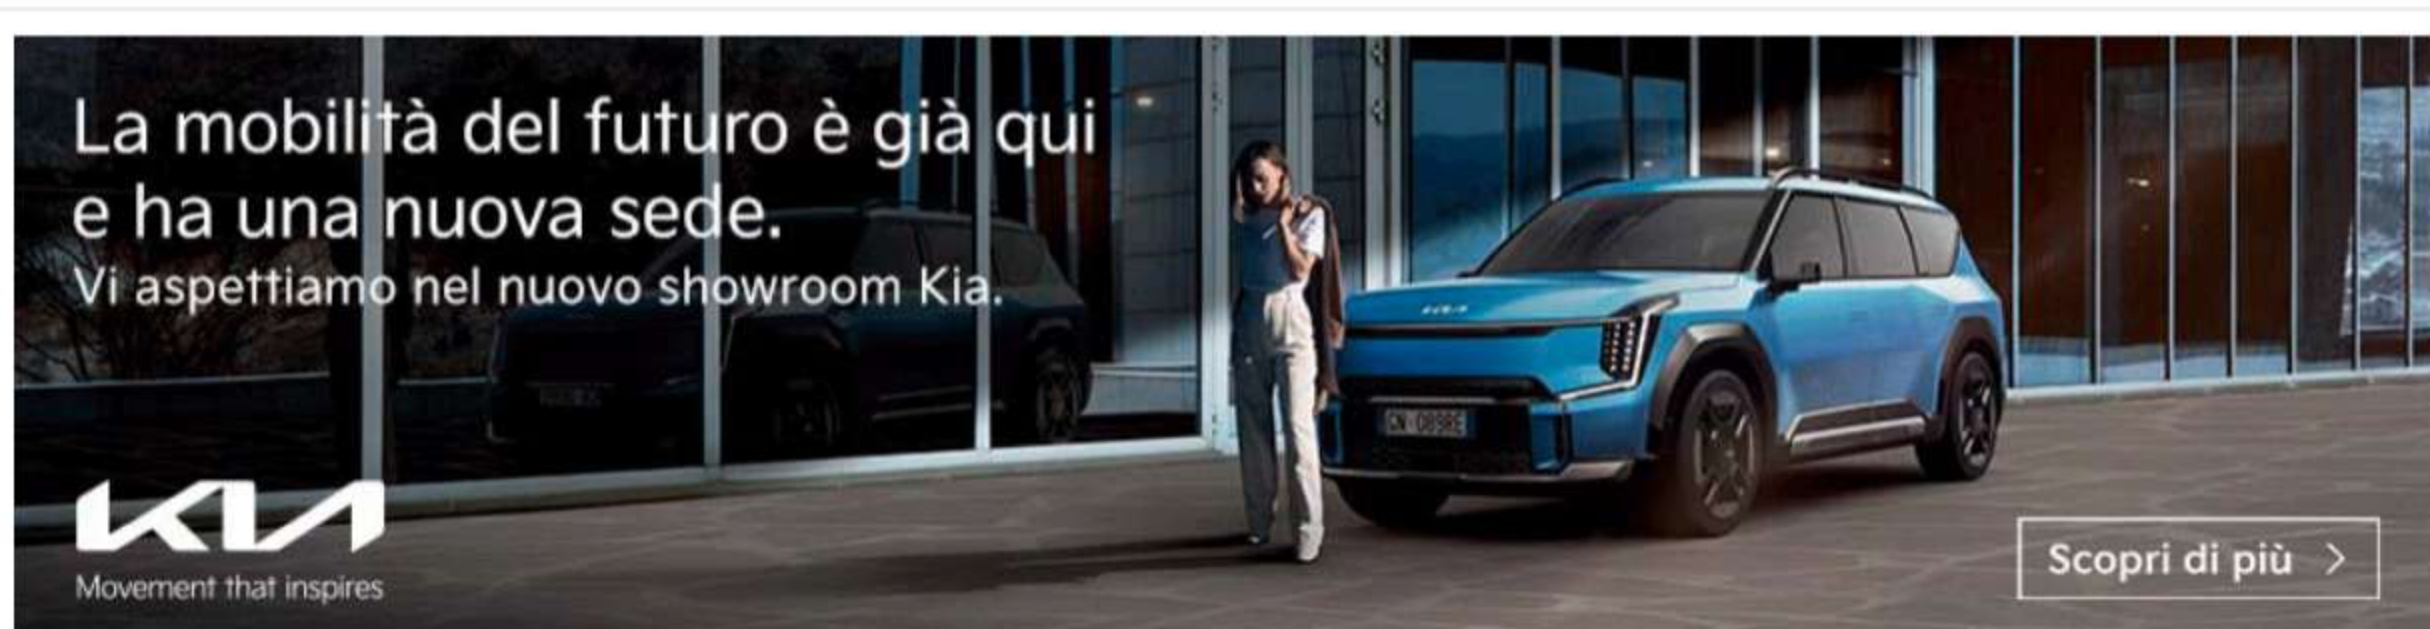 La mobilità del futuro è già qui
e ha una nuova sede.
Vi aspettiamo nel nuovo showroom Kia.
KIA
Movement that inspires
KIA
Scopri di più